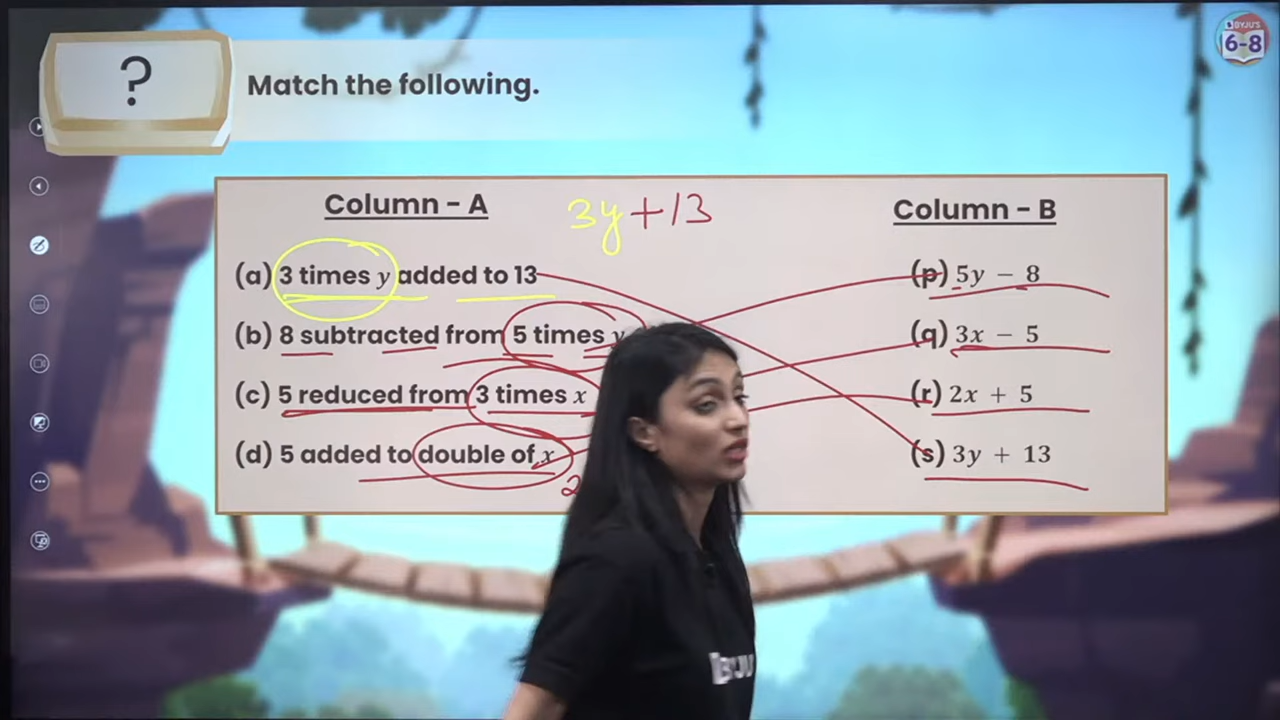 BYJU'S
6-8
?
Match the following.
Column - A
3y + 13
Column - B
(a) 3 times y added to 13
(p) 5y − 8
(b) 8 subtracted from 5 times y
(q) 3x − 5
(c) 5 reduced from 3 times x
(r) 2x + 5
(d) 5 added to double of x
(s) 3y + 13
2
BYJU